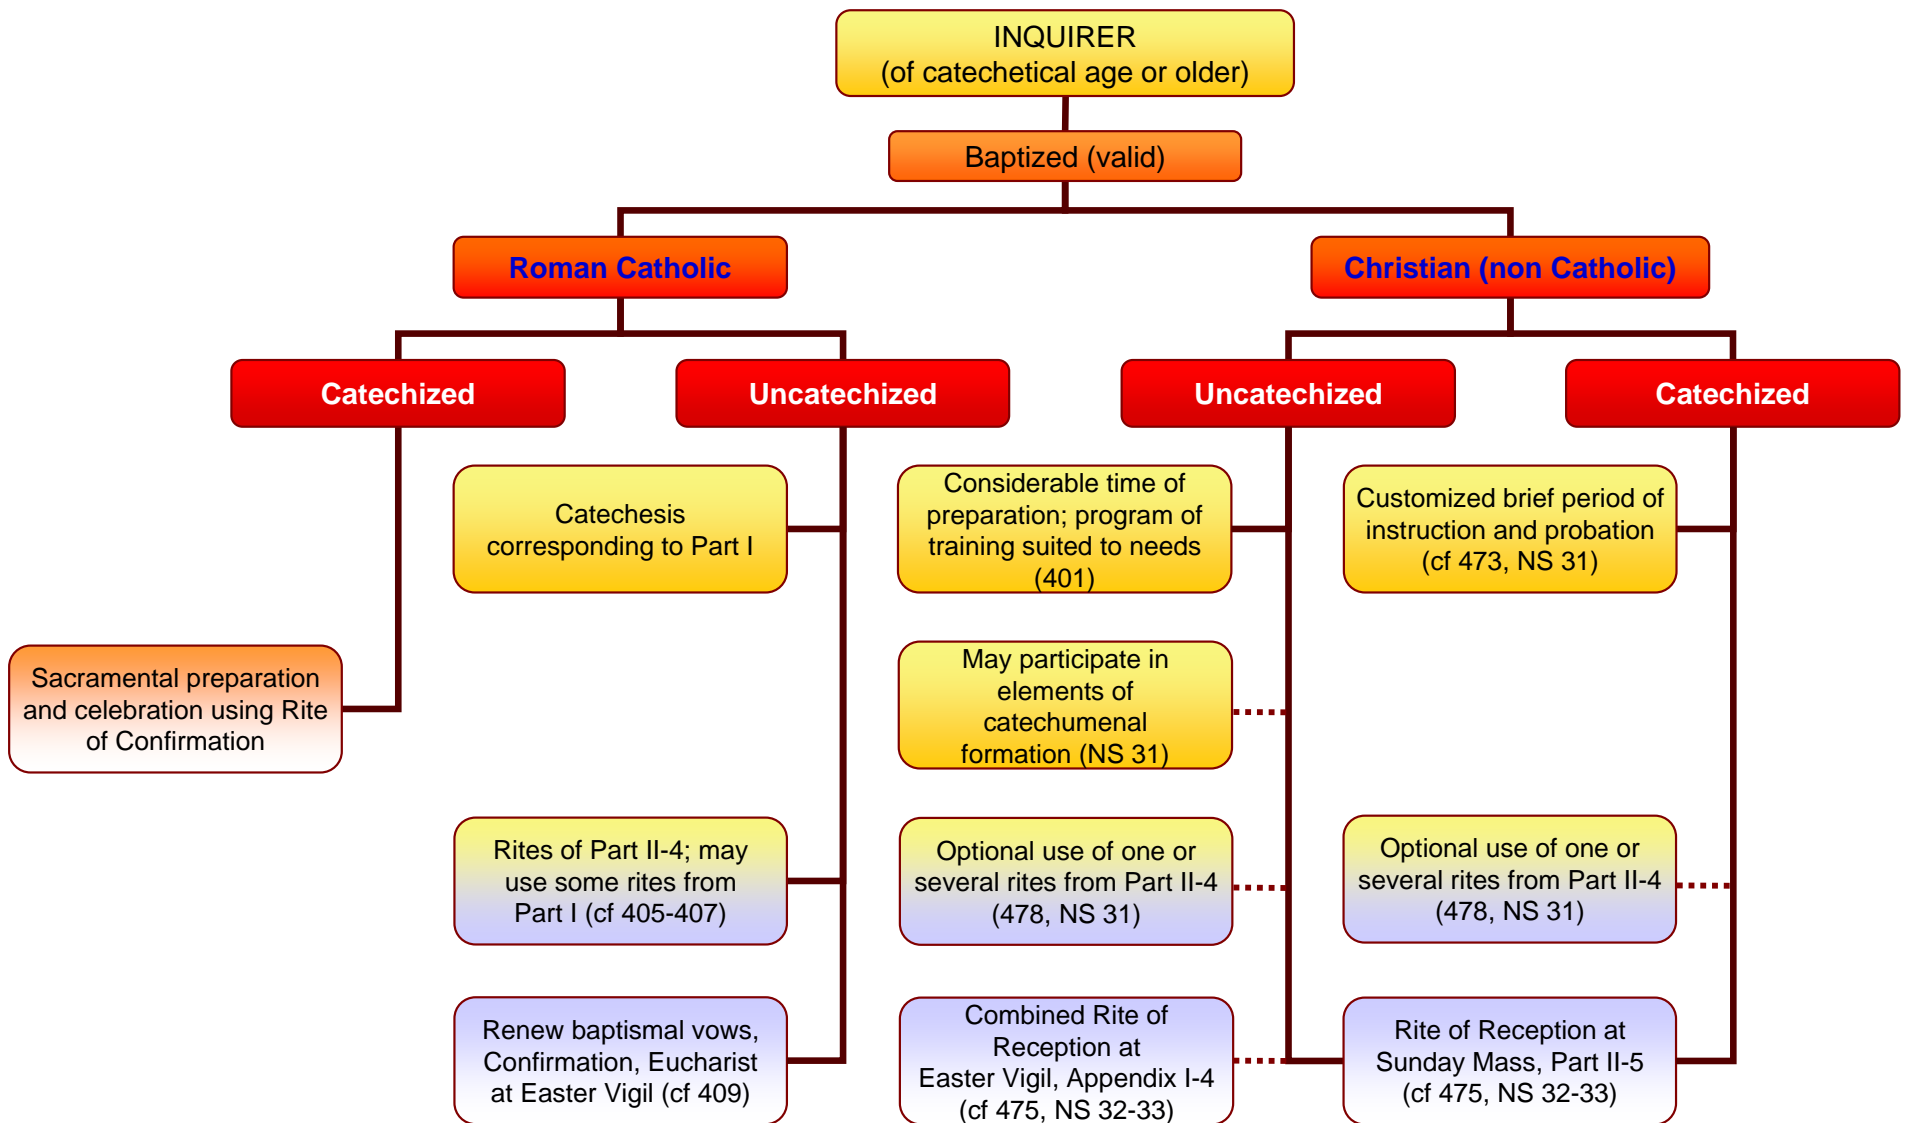 INQUIRER
(of catechetical age or older)
Baptized (valid)
Roman Catholic
Christian (non Catholic)
Catechized
Uncatechized
Uncatechized
Catechized
Catechesis
corresponding to Part I
Considerable time of
preparation; program of
training suited to needs
(401)
Customized brief period of
instruction and probation
(cf 473, NS 31)
Sacramental preparation
and celebration using Rite
of Confirmation
May participate in
elements of
catechumenal
formation (NS 31)
Rites of Part II-4; may
use some rites from
Part I (cf 405-407)
Optional use of one or
several rites from Part II-4
(478, NS 31)
Optional use of one or
several rites from Part II-4
(478, NS 31)
Renew baptismal vows,
Confirmation, Eucharist
at Easter Vigil (cf 409)
Combined Rite of
Reception at
Easter Vigil, Appendix I-4
(cf 475, NS 32-33)
Rite of Reception at
Sunday Mass, Part II-5
(cf 475, NS 32-33)